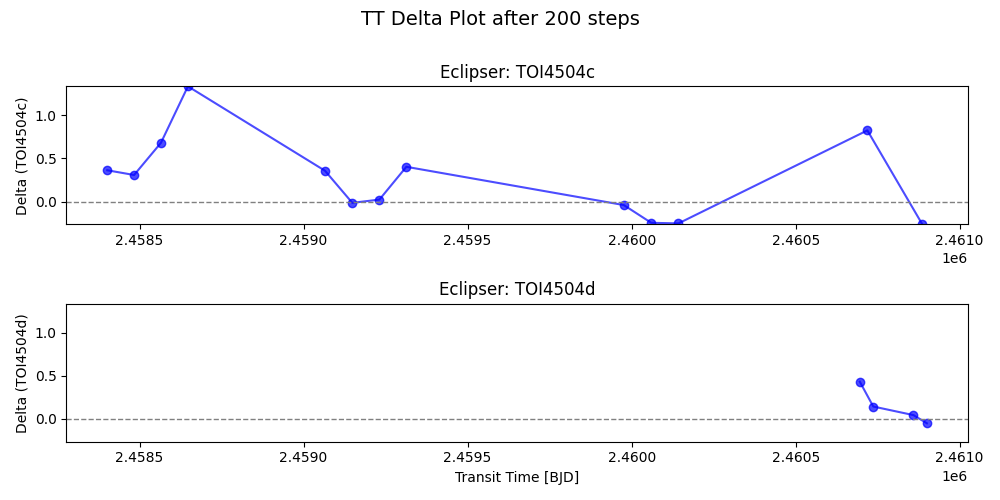 TT Delta Plot after 200 steps
Eclipser: TOI4504c
Delta (TOI4504c)
1.0
0.5
0.0
2.4585 2.4590 2.4595 2.4600 2.4605 2.4610
1e6
Eclipser: TOI4504d
Delta (TOI4504d)
1.0
0.5
0.0
2.4585 2.4590 2.4595 2.4600 2.4605 2.4610
1e6
Transit Time [BJD]